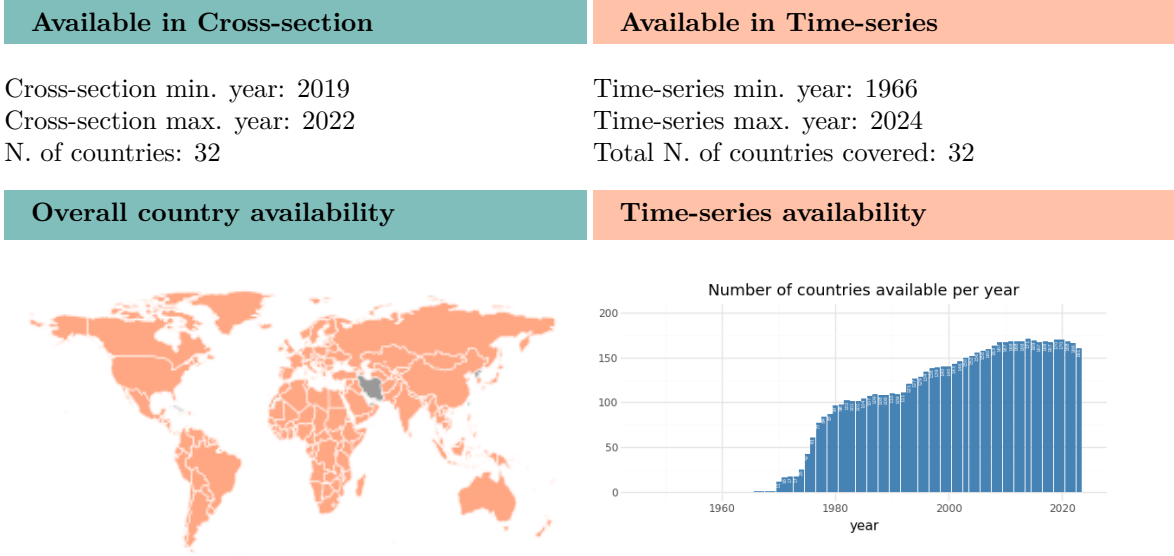 Available in Cross-section
Available in Time-series
Cross-section min. year: 2019
Cross-section max. year: 2022
N. of countries: 32
Time-series min. year: 1966
Time-series max. year: 2024
Total N. of countries covered: 32
Overall country availability
Time-series availability
Number of countries available per year
200
150
100
50
0
1960
1980
2000
2020
year